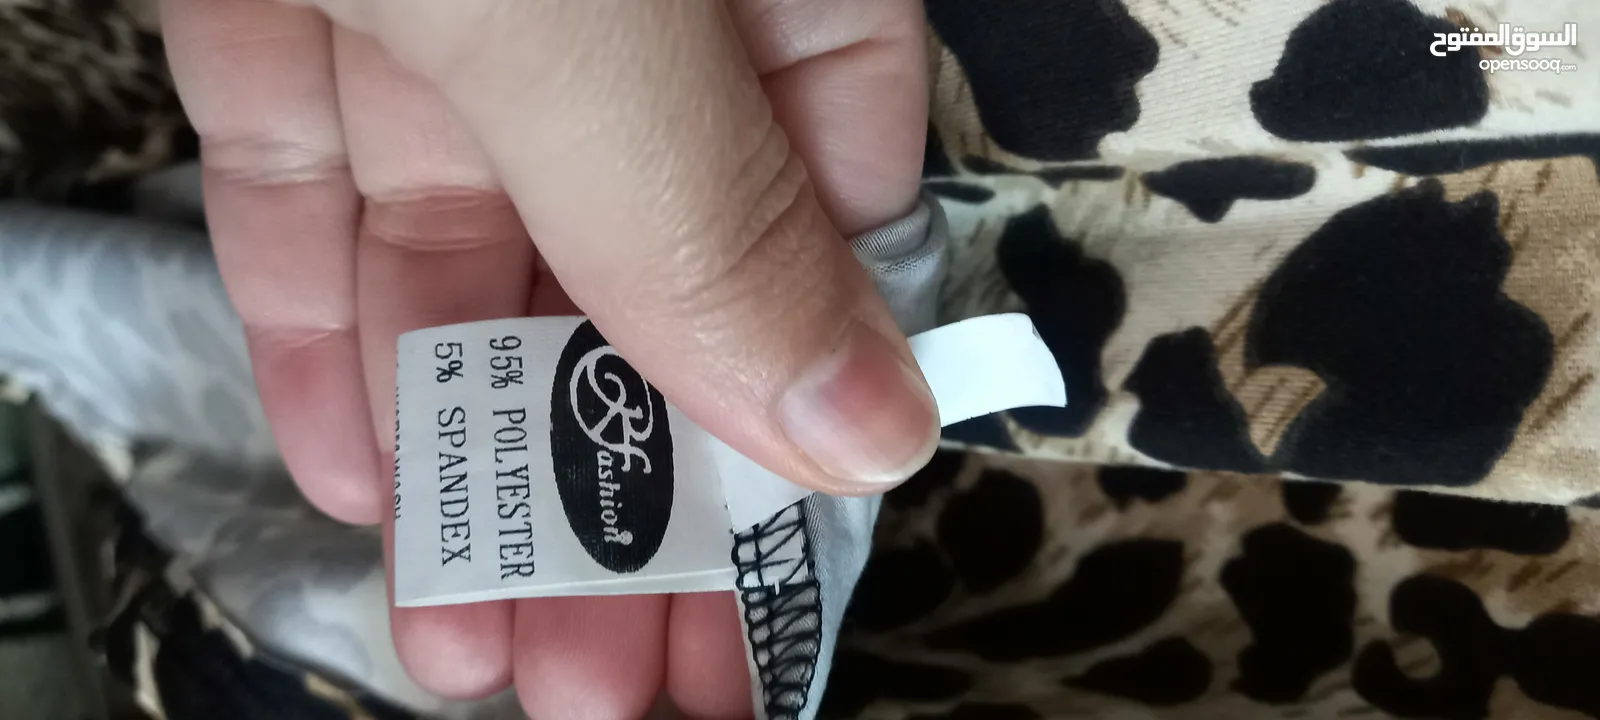 السوق المفتوح
opensooq.com
Fashion
95% POLYESTER
5% SPANDEX